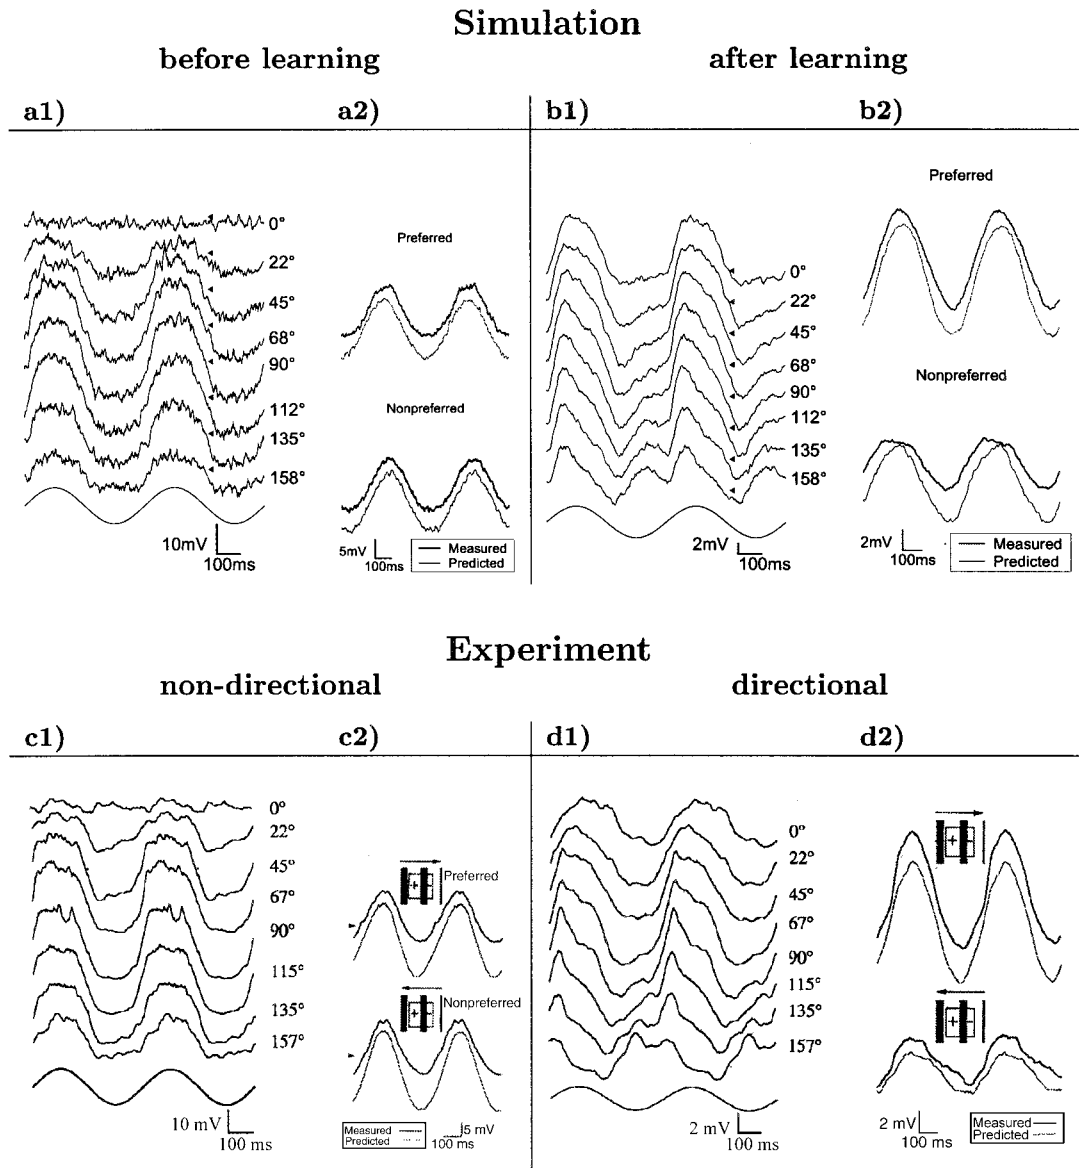 Simulation
before learning
after learning
a1)
a2)
b1)
b2)
0°
22°
45°
68°
90°
112°
135°
158°
10mV
100ms
Preferred
Nonpreferred
5mV
100ms
Measured
Predicted
0°
22°
45°
68°
90°
112°
135°
158°
2mV
100ms
Preferred
Nonpreferred
2mV
100ms
Measured
Predicted
Experiment
non-directional
directional
c1)
c2)
d1)
d2)
0°
22°
45°
67°
90°
115°
135°
157°
10 mV
100 ms
+ -
Preferred
+ -
Nonpreferred
Measured
Predicted
5 mV
100 ms
0°
22°
45°
67°
90°
115°
135°
157°
2 mV
100 ms
+ -
+ -
2 mV
100 ms
Measured
Predicted